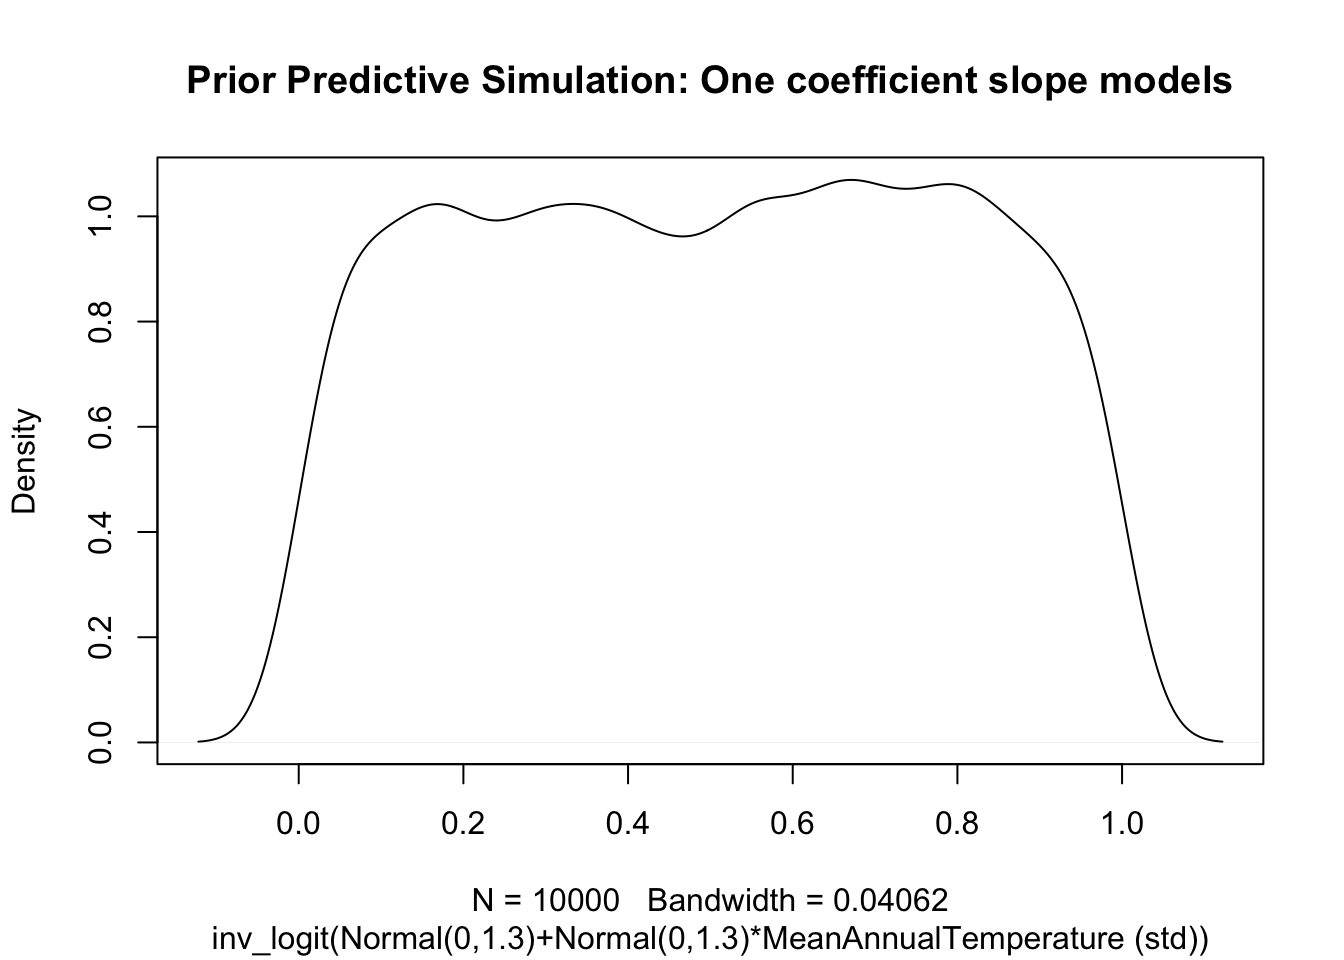 Prior Predictive Simulation: One coefficient slope models
Density
1.0
0.8
0.6
0.4
0.2
0.0
0.0 0.2 0.4 0.6 0.8 1.0
N = 10000 Bandwidth = 0.04062
inv_logit(Normal(0,1.3)+Normal(0,1.3)*MeanAnnualTemperature (std))